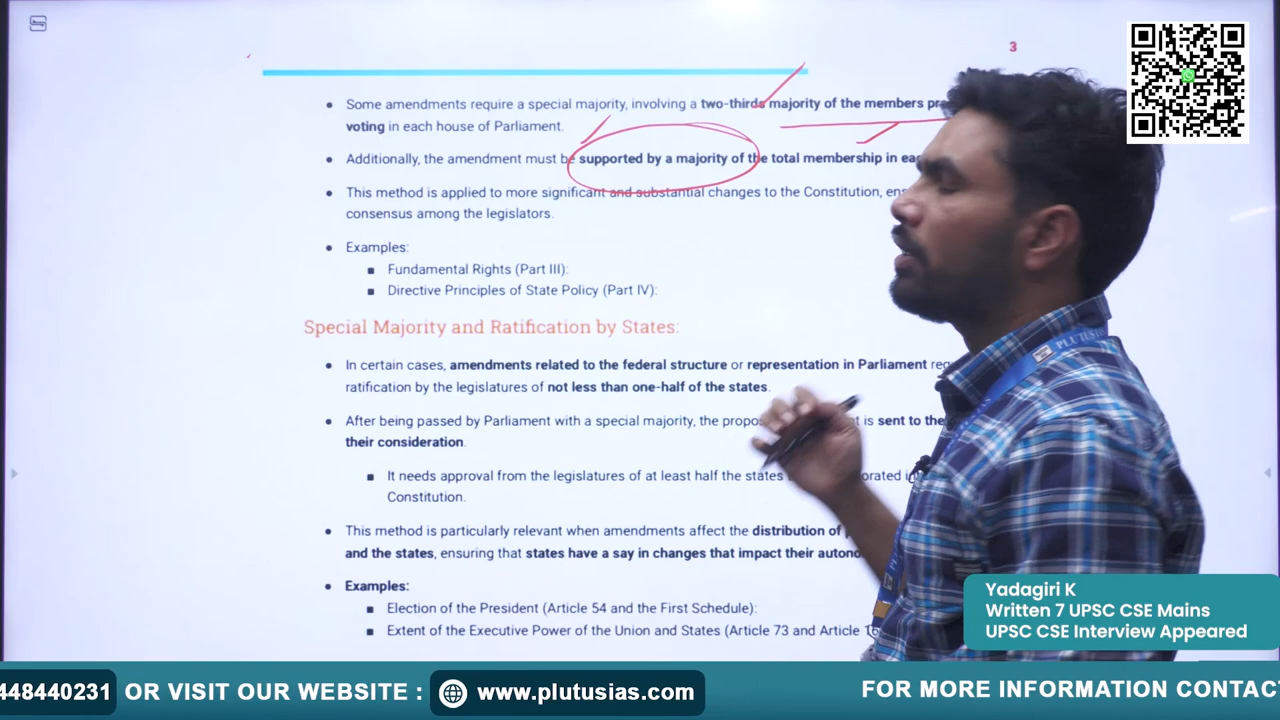 3
Some amendments require a special majority, involving a two-thirds majority of the members
voting in each house of Parliament.
Additionally, the amendment must be supported by a majority of the total membership in
This method is applied to more significant and substantial changes to the Constitution,
consensus among the legislators.
Examples:
Fundamental Rights (Part III):
Directive Principles of State Policy (Part IV):
Special Majority and Ratification by States:
In certain cases, amendments related to the federal structure or representation in Parliament
ratification by the legislatures of not less than one-half of the states.
After being passed by Parliament with a special majority, the is sent to the
their consideration.
It needs approval from the legislatures of at least half the states
Constitution.
This method is particularly relevant when amendments affect the distribution of
and the states, ensuring that states have a say in changes that impact their
Examples:
Election of the President (Article 54 and the First Schedule):
Extent of the Executive Power of the Union and States (Article 73 and Article
PLUTUS IA
Yadagiri K
Written 7 UPSC CSE Mains
UPSC CSE Interview Appeared
448440231 OR VISIT OUR WEBSITE : www.plutusias.com FOR MORE INFORMATION CONTACT